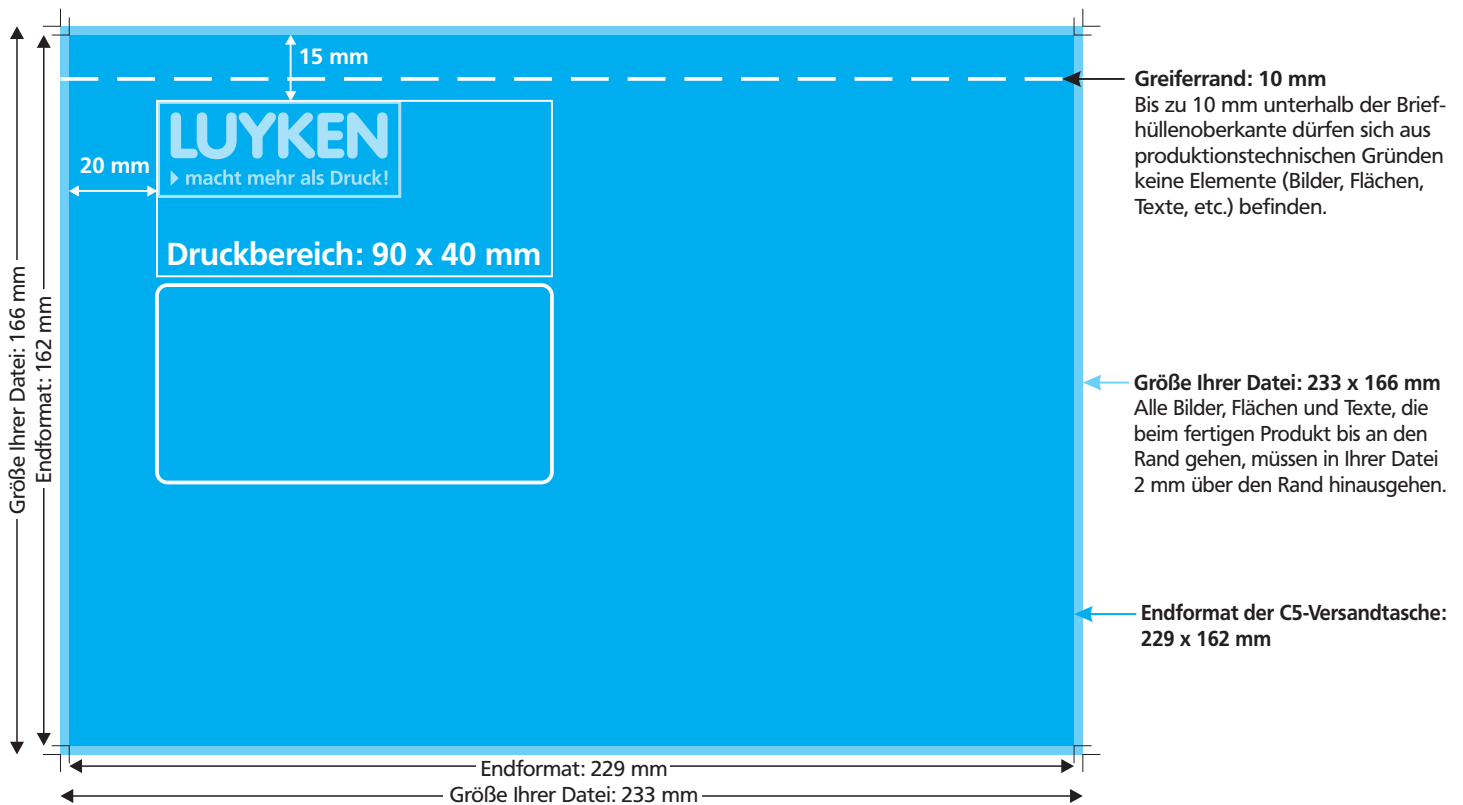 15 mm
LUYKEN
macht mehr als Druck!
20 mm
Druckbereich: 90 x 40 mm
Größe Ihrer Datei: 166 mm
Endformat: 162 mm
Greiferrand: 10 mm
Bis zu 10 mm unterhalb der Brief-
hüllenoberkante dürfen sich aus
produktionstechnischen Gründen
keine Elemente (Bilder, Flächen,
Texte, etc.) befinden.
Größe Ihrer Datei: 233 x 166 mm
Alle Bilder, Flächen und Texte, die
beim fertigen Produkt bis an den
Rand gehen, müssen in Ihrer Datei
2 mm über den Rand hinausgehen.
Endformat der C5-Versandtasche:
229 x 162 mm
Endformat: 229 mm
Größe Ihrer Datei: 233 mm